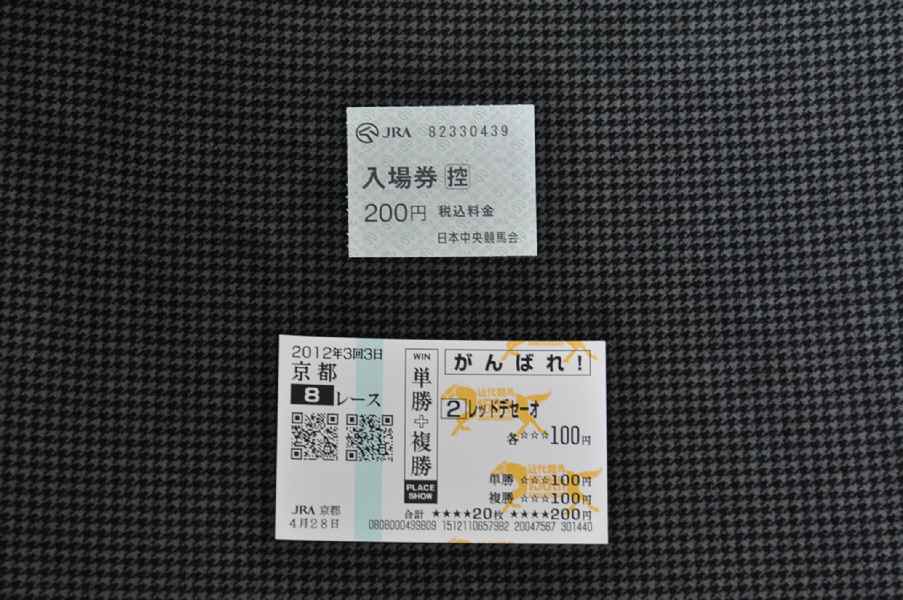 JRA 82330439
入場券 控
200円 税込料金
日本中央競馬会
2012年3回3日
京都
8レース
JRA 京都
4月28日
WIN
単勝+複勝
PLACE
SHOW
がんばれ!
2 レッドデセーオ
各☆☆☆100円
単勝 ☆☆☆100円
複勝 ☆☆☆100円
合計 ★★★★20枚 ★★★★200円
0808000499809 1512110657982 20047567 301440